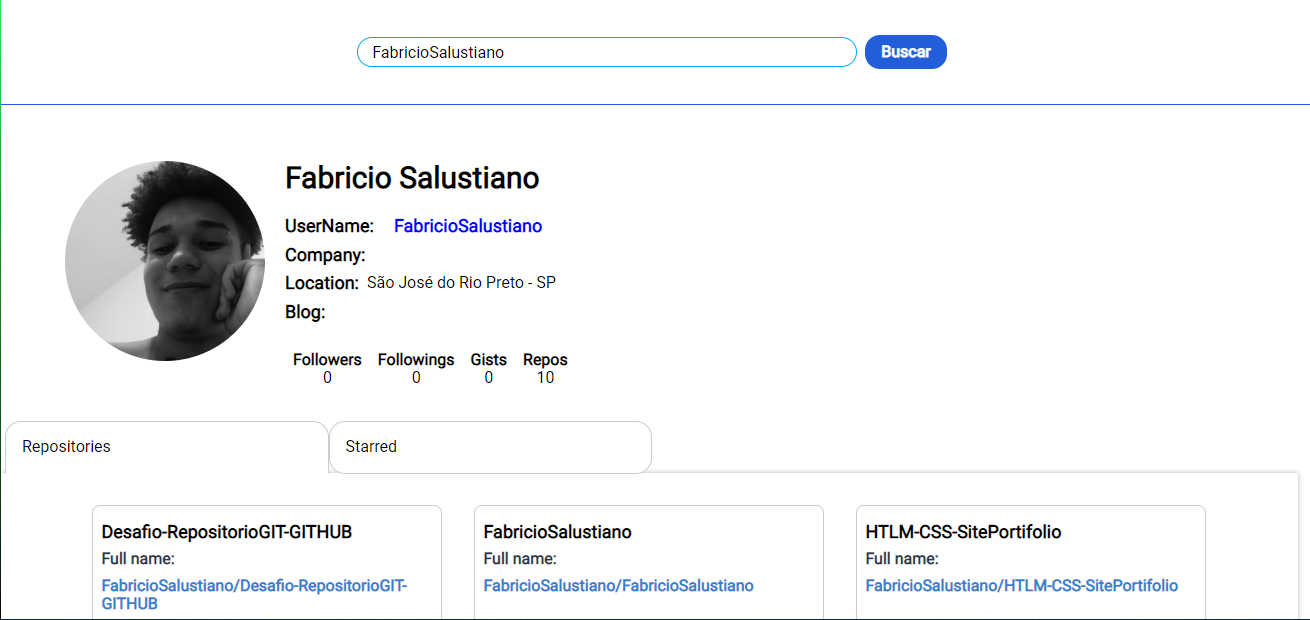 FabricioSalustiano
Buscar
Fabricio Salustiano
UserName: FabricioSalustiano
Company:
Location: São José do Rio Preto - SP
Blog:
Followers Followings Gists Repos
0 0 0 10
Repositories Starred
Desafio-RepositorioGIT-GITHUB
Full name:
FabricioSalustiano/Desafio-RepositorioGIT-
GITHUB
FabricioSalustiano
Full name:
FabricioSalustiano/FabricioSalustiano
HTLM-CSS-SitePortifolio
Full name:
FabricioSalustiano/HTLM-CSS-SitePortifolio